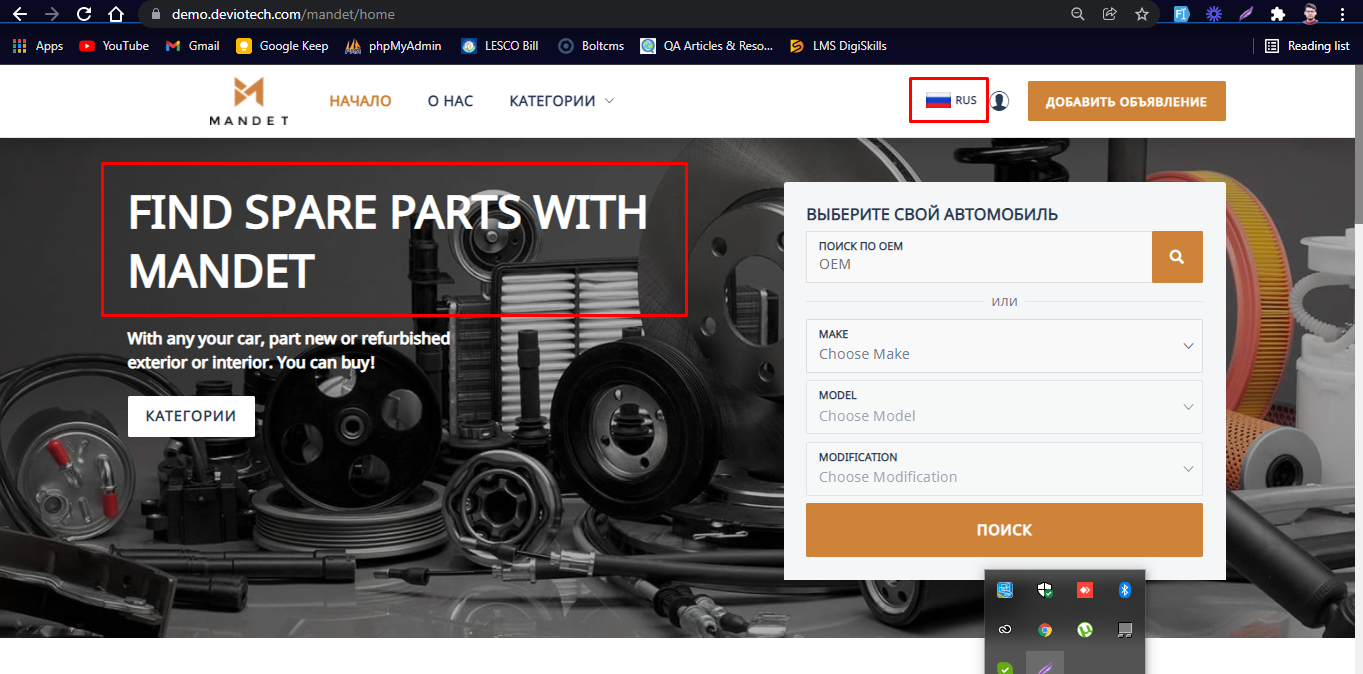 demo.deviotech.com/mandet/home
Apps YouTube Gmail Google Keep phpMyAdmin LESCO Bill Boltcms QA Articles & Reso... LMS DigiSkills Reading list
MANDET
НАЧАЛО О НАС КАТЕГОРИИ RUS ДОБАВИТЬ ОБЪЯВЛЕНИЕ
FIND SPARE PARTS WITH
MANDET
With any your car, part new or refurbished
exterior or interior. You can buy!
КАТЕГОРИИ
ВЫБЕРИТЕ СВОЙ АВТОМОБИЛЬ
ПОИСК ПО OEM
OEM
ИЛИ
MAKE
Choose Make
MODEL
Choose Model
MODIFICATION
Choose Modification
ПОИСК